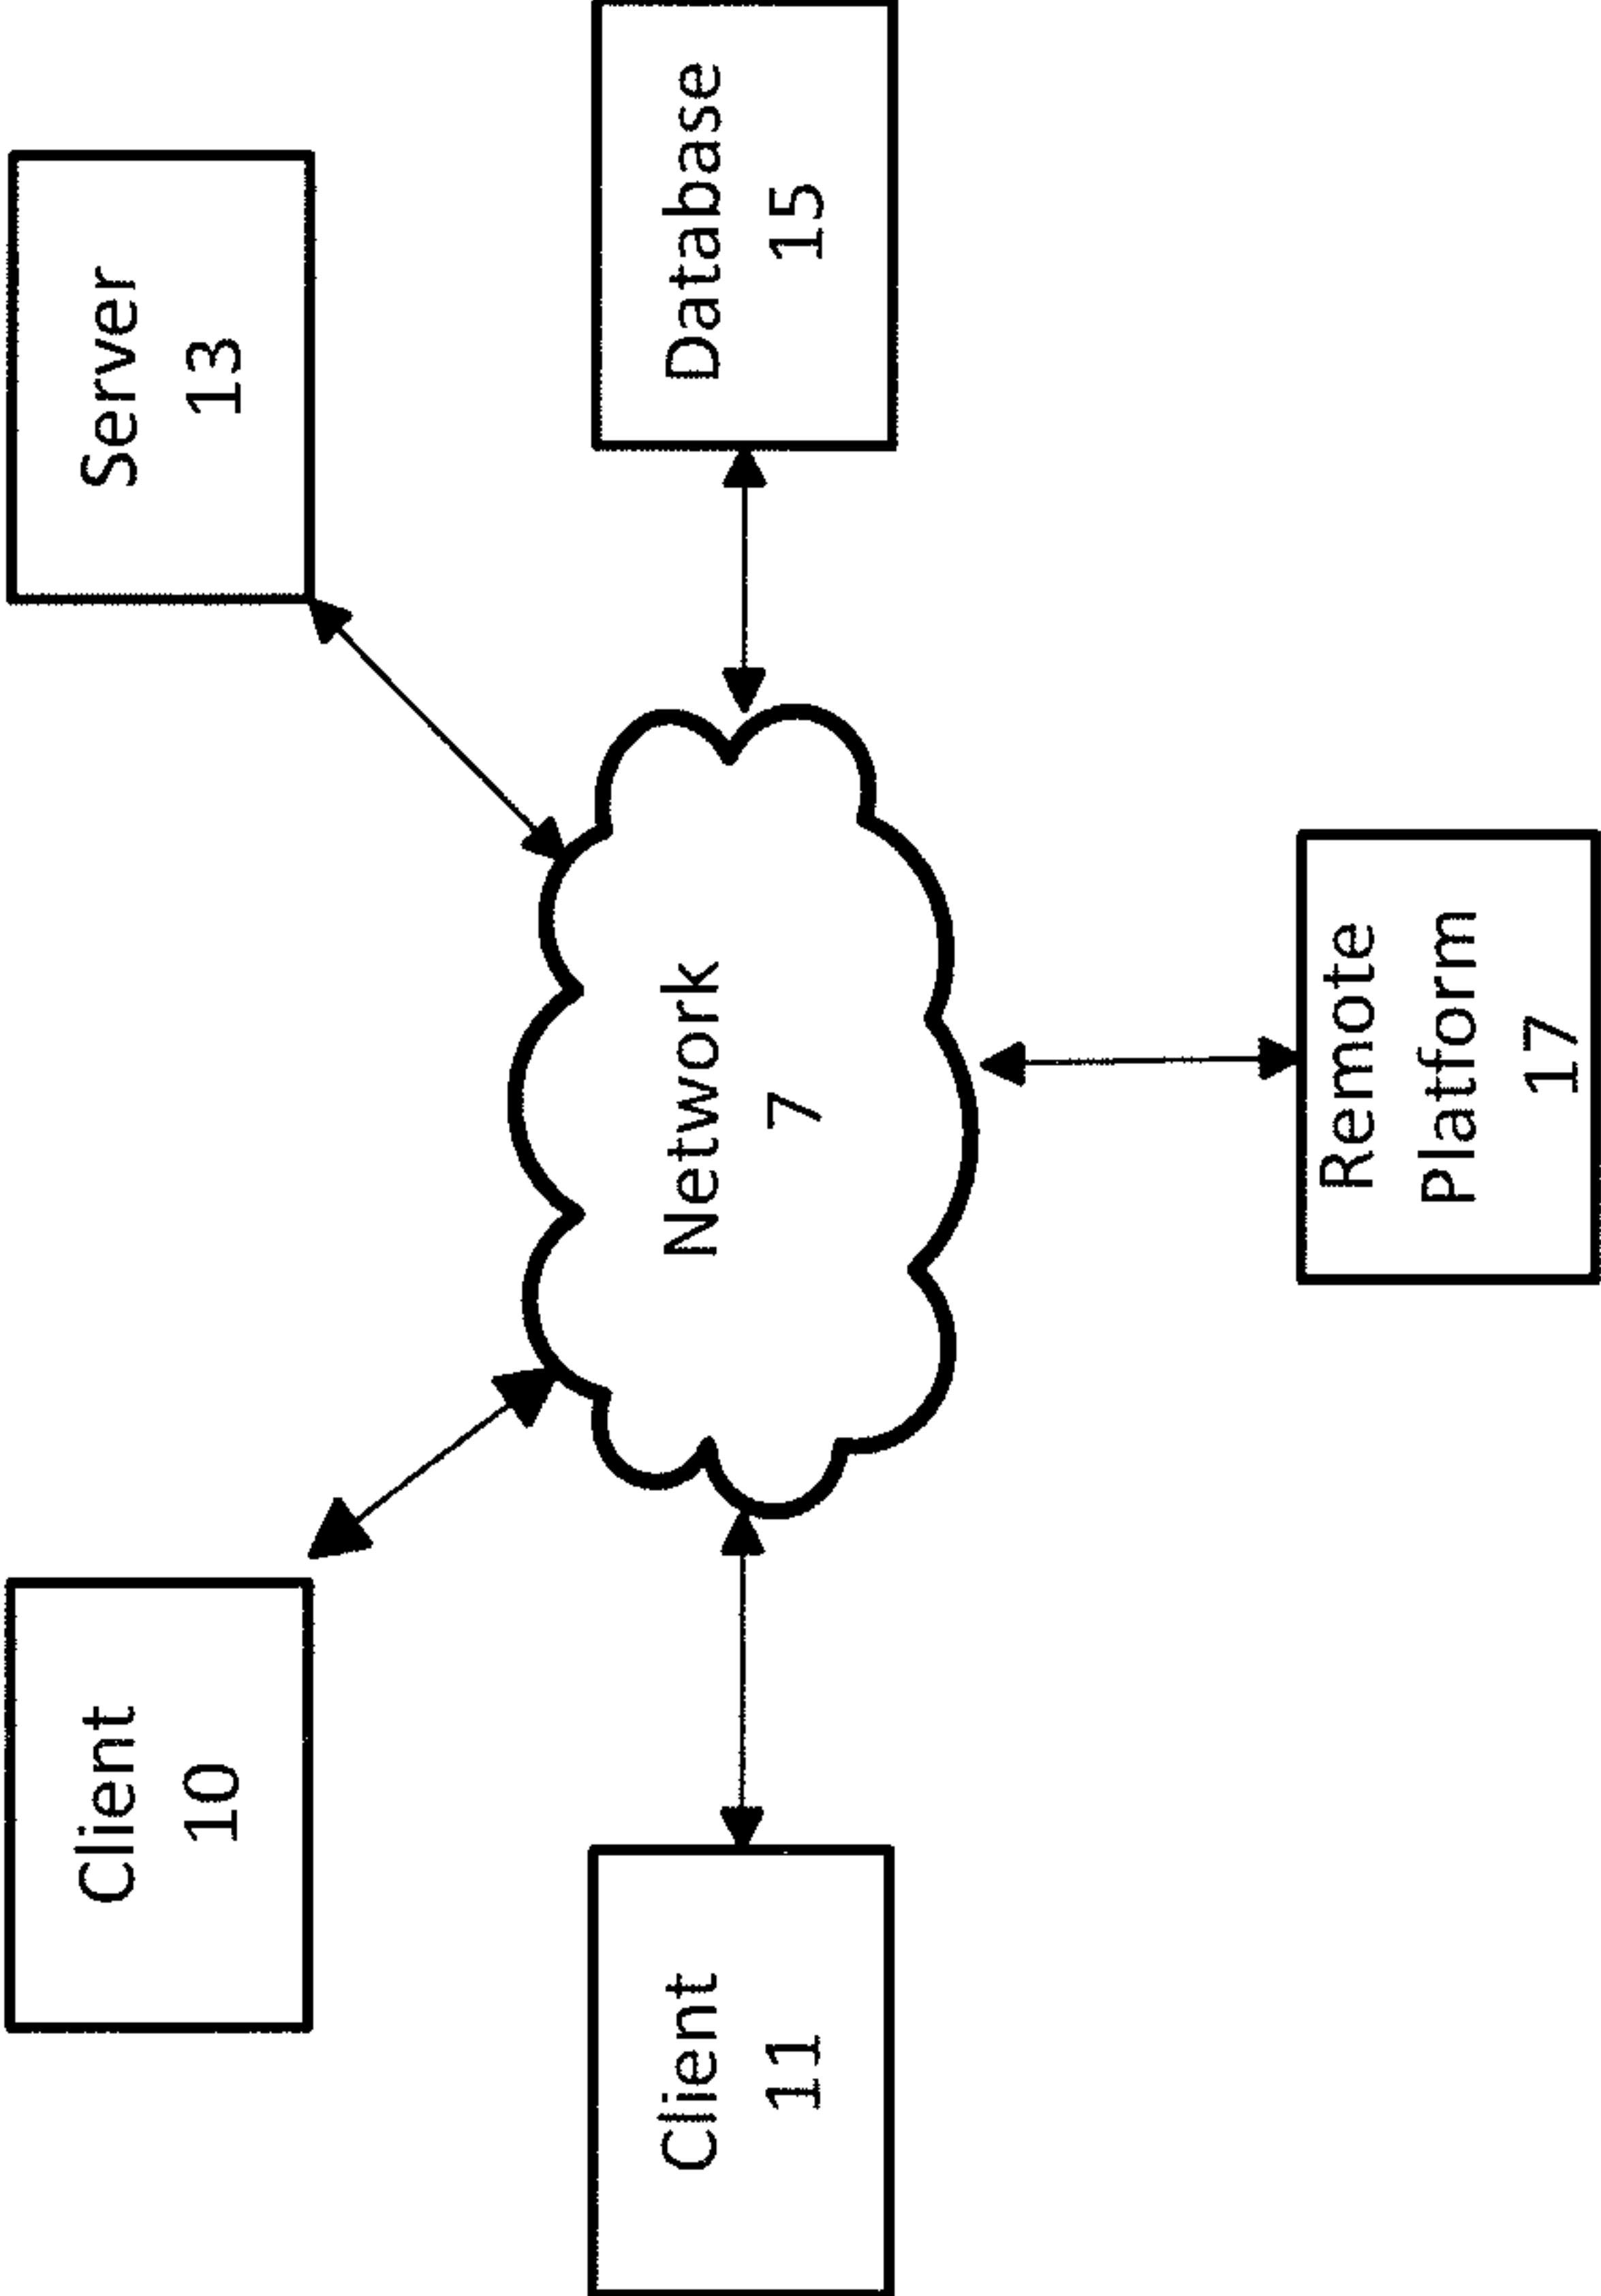 Client
10
Server
13
Client
11
Network
7
Database
15
Remote
Platform
17